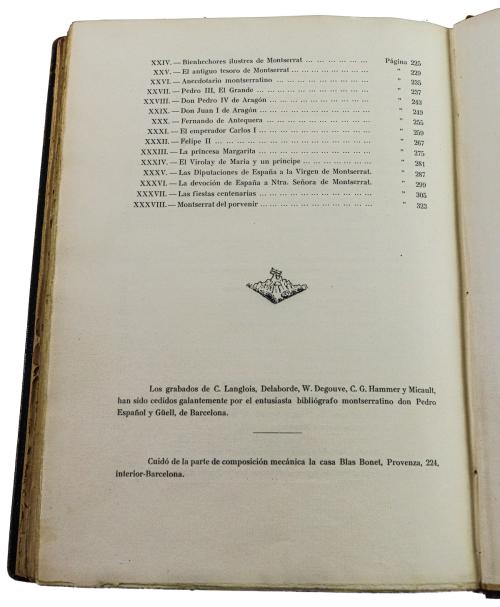 XXIV. — Bienhechores ilustres de Montserrat ... ... ... ... ... ... ... Página 225
XXV. — El antiguo tesoro de Montserrat ... ... ... ... ... ... ... ... " 229
XXVI. — Anecdotario montserratino ... ... ... ... ... ... ... ... ... ... " 235
XXVII. — Pedro III, El Grande ... ... ... ... ... ... ... ... ... ... ... ... " 237
XXVIII. — Don Pedro IV de Aragón ... ... ... ... ... ... ... ... ... ... " 243
XXIX. — Don Juan I de Aragón ... ... ... ... ... ... ... ... ... ... ... " 249
XXX. — Fernando de Antequera ... ... ... ... ... ... ... ... ... ... ... " 255
XXXI. — El emperador Carlos I ... ... ... ... ... ... ... ... ... ... ... " 259
XXXII. — Felipe II ... ... ... ... ... ... ... ... ... ... ... ... ... ... ... " 267
XXXIII. — La princesa Margarita ... ... ... ... ... ... ... ... ... ... ... " 275
XXXIV. — El Virolay de Maria y un príncipe ... ... ... ... ... ... ... " 281
XXXV. — Las Diputaciones de España a la Virgen de Montserrat. " 287
XXXVI. — La devoción de España a Ntra. Señora de Montserrat. " 299
XXXVII. — Las fiestas centenarias ... ... ... ... ... ... ... ... ... ... ... " 305
XXXVIII. — Montserrat del porvenir ... ... ... ... ... ... ... ... ... ... ... " 323
Los grabados de C. Langlois, Delaborde, W. Degouve, C. G. Hammer y Micault,
han sido cedidos galantemente por el entusiasta bibliógrafo montserratino don Pedro
Español y Güell, de Barcelona.
Cuidó de la parte de composición mecánica la casa Blas Bonet, Provenza, 224,
interior-Barcelona.